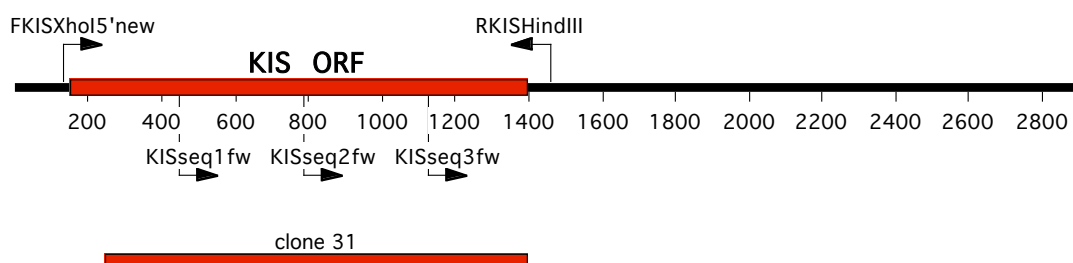 FKISXhoI5'new RKISHindIII
KIS ORF
200 400 600 800 1000 1200 1400 1600 1800 2000 2200 2400 2600 2800
KISseq1fw KISseq2fw KISseq3fw
clone 31